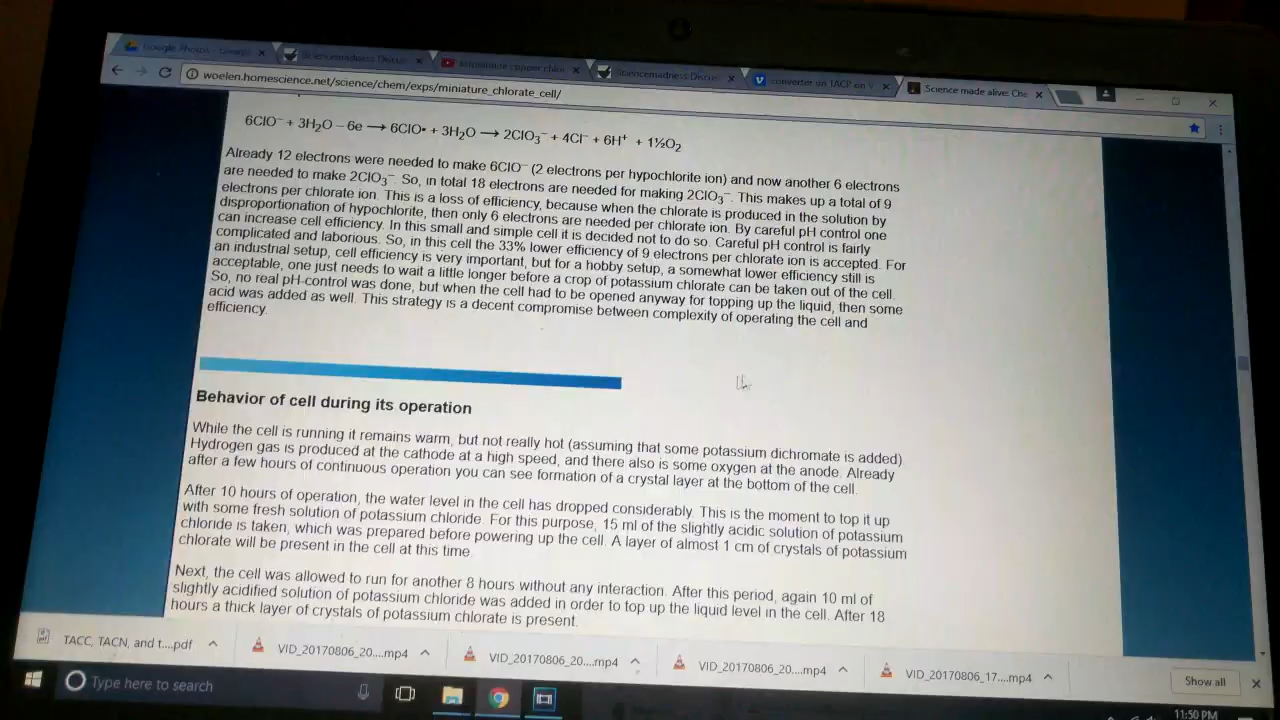 Google Photos - Google
Sciencemadness Discus
miniature chlor
Sciencemadness Discus
converter un TACP en
Science made alive: Che
woelen.homescience.net/science/chem/exps/miniature_chlorate_cell/
6ClO⁻ + 3H₂O – 6e ⟶ 6ClO• + 3H₂O ⟶ 2ClO₃⁻ + 4Cl⁻ + 6H⁺ + 1½O₂
Already 12 electrons were needed to make 6ClO⁻ (2 electrons per hypochlorite ion) and now another 6 electrons
are needed to make 2ClO₃⁻. So, in total 18 electrons are needed for making 2ClO₃⁻. This makes up a total of 9
electrons per chlorate ion. This is a loss of efficiency, because when the chlorate is produced in the solution by
disproportionation of hypochlorite, then only 6 electrons are needed per chlorate ion. By careful pH control one
can increase cell efficiency. In this small and simple cell it is decided not to do so. Careful pH control is fairly
complicated and laborious. So, in this cell the 33% lower efficiency of 9 electrons per chlorate ion is accepted. For
an industrial setup, cell efficiency is very important, but for a hobby setup, a somewhat lower efficiency still is
acceptable, one just needs to wait a little longer before a crop of potassium chlorate can be taken out of the cell.
So, no real pH-control was done, but when the cell had to be opened anyway for topping up the liquid, then some
acid was added as well. This strategy is a decent compromise between complexity of operating the cell and
efficiency.
Behavior of cell during its operation
While the cell is running it remains warm, but not really hot (assuming that some potassium dichromate is added).
Hydrogen gas is produced at the cathode at a high speed, and there also is some oxygen at the anode. Already
after a few hours of continuous operation you can see formation of a crystal layer at the bottom of the cell.
After 10 hours of operation, the water level in the cell has dropped considerably. This is the moment to top it up
with some fresh solution of potassium chloride. For this purpose, 15 ml of the slightly acidic solution of potassium
chloride is taken, which was prepared before powering up the cell. A layer of almost 1 cm of crystals of potassium
chlorate will be present in the cell at this time.
Next, the cell was allowed to run for another 8 hours without any interaction. After this period, again 10 ml of
slightly acidified solution of potassium chloride was added in order to top up the liquid level in the cell. After 18
hours a thick layer of crystals of potassium chlorate is present.
TACC, TACN, and t....pdf
VID_20170806_20....mp4
VID_20170806_20....mp4
VID_20170806_20....mp4
VID_20170806_17....mp4
Show all
Type here to search
11:50 PM